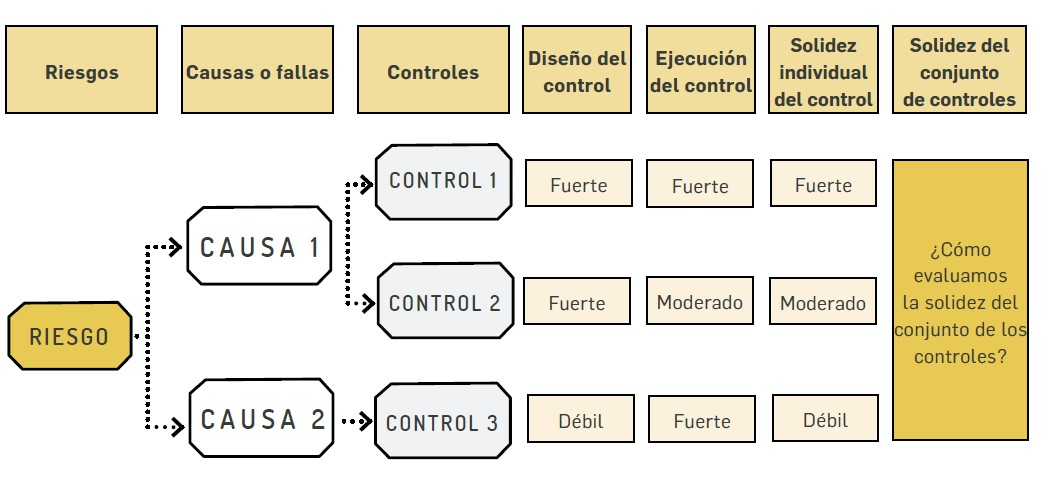 Riesgos
Causas o fallas
Controles
Diseño del
control
Ejecución
del control
Solidez
individual
del control
Solidez del
conjunto
de controles
CONTROL 1
Fuerte
Fuerte
Fuerte
CAUSA 1
CONTROL 2
Fuerte
Moderado
Moderado
¿Cómo
evaluamos
la solidez del
conjunto de los
controles?
RIESGO
CAUSA 2
CONTROL 3
Débil
Fuerte
Débil